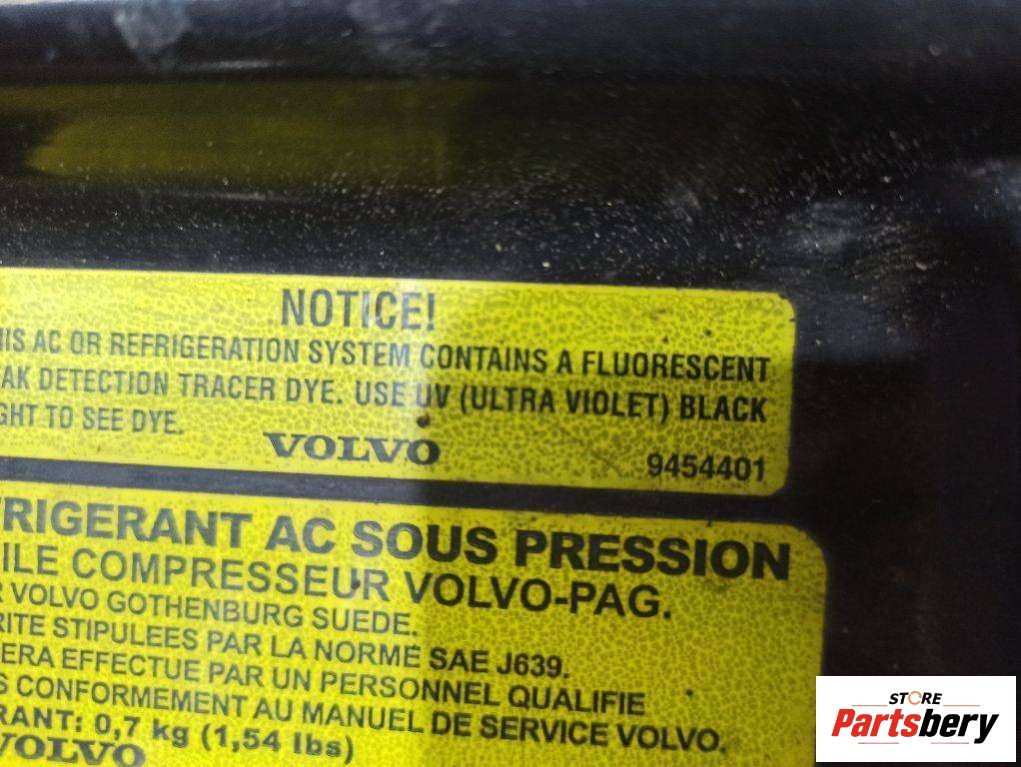 NOTICE!
HIS AC OR REFRIGERATION SYSTEM CONTAINS A FLUORESCENT
AK DETECTION TRACER DYE. USE UV (ULTRA VIOLET) BLACK
GHT TO SEE DYE.
VOLVO 9454401
RIGERANT AC SOUS PRESSION
ILE COMPRESSEUR VOLVO-PAG.
R VOLVO GOTHENBURG SUEDE.
RITE STIPULEES PAR LA NORME SAE J639.
ERA EFFECTUE PAR UN PERSONNEL QUALIFIE
S CONFORMEMENT AU MANUEL DE SERVICE VOLVO.
RANT: 0,7 kg (1,54 lbs)
VOLVO
STORE
Partsbery